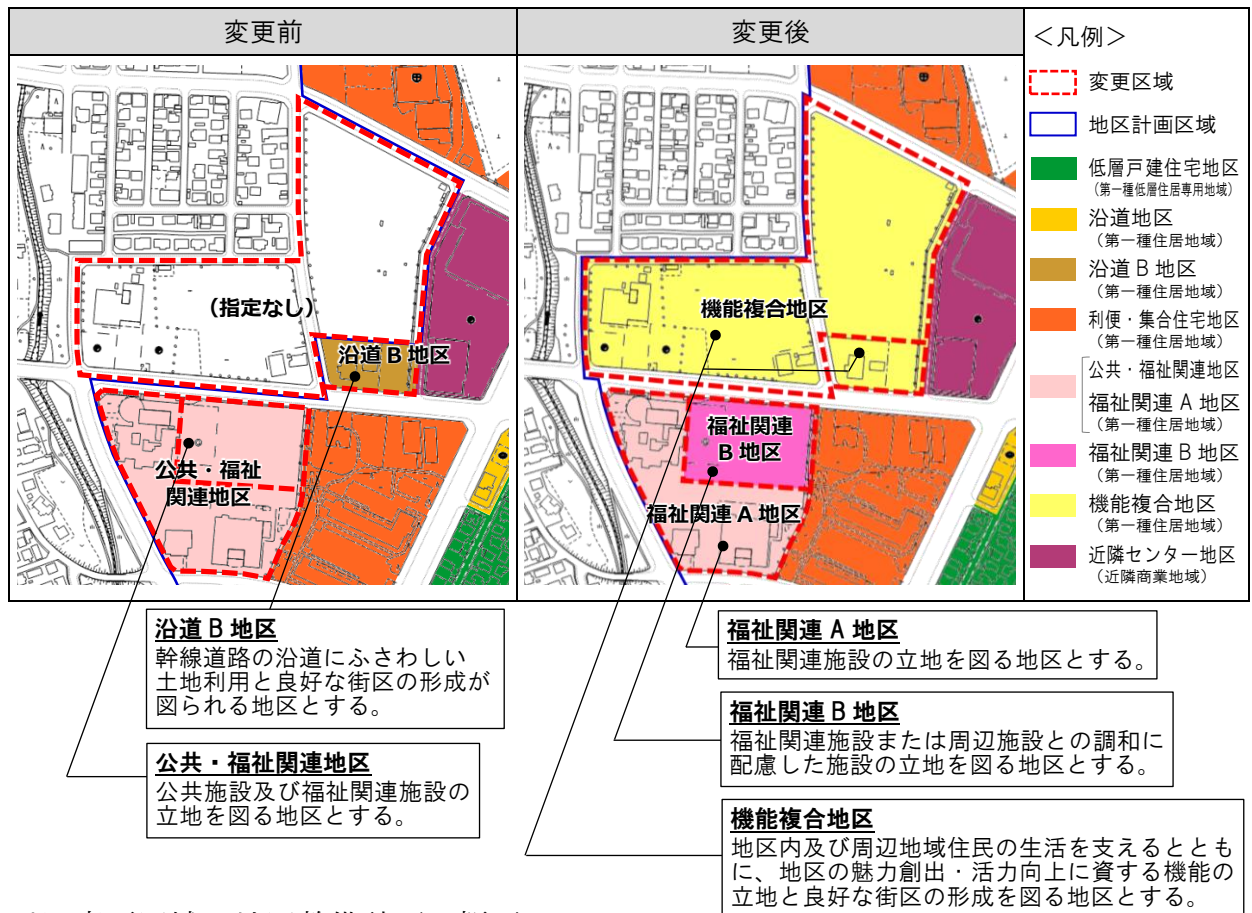 変更前
変更後
<凡例>
変更区域
地区計画区域
低層戸建住宅地区
(第一種低層住居専用地域)
沿道地区
(第一種住居地域)
沿道B地区
(第一種住居地域)
利便・集合住宅地区
(第一種住居地域)
公共・福祉関連地区
福祉関連A地区
(第一種住居地域)
福祉関連B地区
(第一種住居地域)
機能複合地区
(第一種住居地域)
近隣センター地区
(近隣商業地域)
(指定なし)
沿道B地区
公共・福祉
関連地区
機能複合地区
福祉関連
B地区
福祉関連A地区
沿道B地区
幹線道路の沿道にふさわしい
土地利用と良好な街区の形成が
図られる地区とする。
公共・福祉関連地区
公共施設及び福祉関連施設の
立地を図る地区とする。
福祉関連A地区
福祉関連施設の立地を図る地区とする。
福祉関連B地区
福祉関連施設または周辺施設との調和に
配慮した施設の立地を図る地区とする。
機能複合地区
地区内及び周辺地域住民の生活を支えるととも
に、地区の魅力創出・活力向上に資する機能の
立地と良好な街区の形成を図る地区とする。